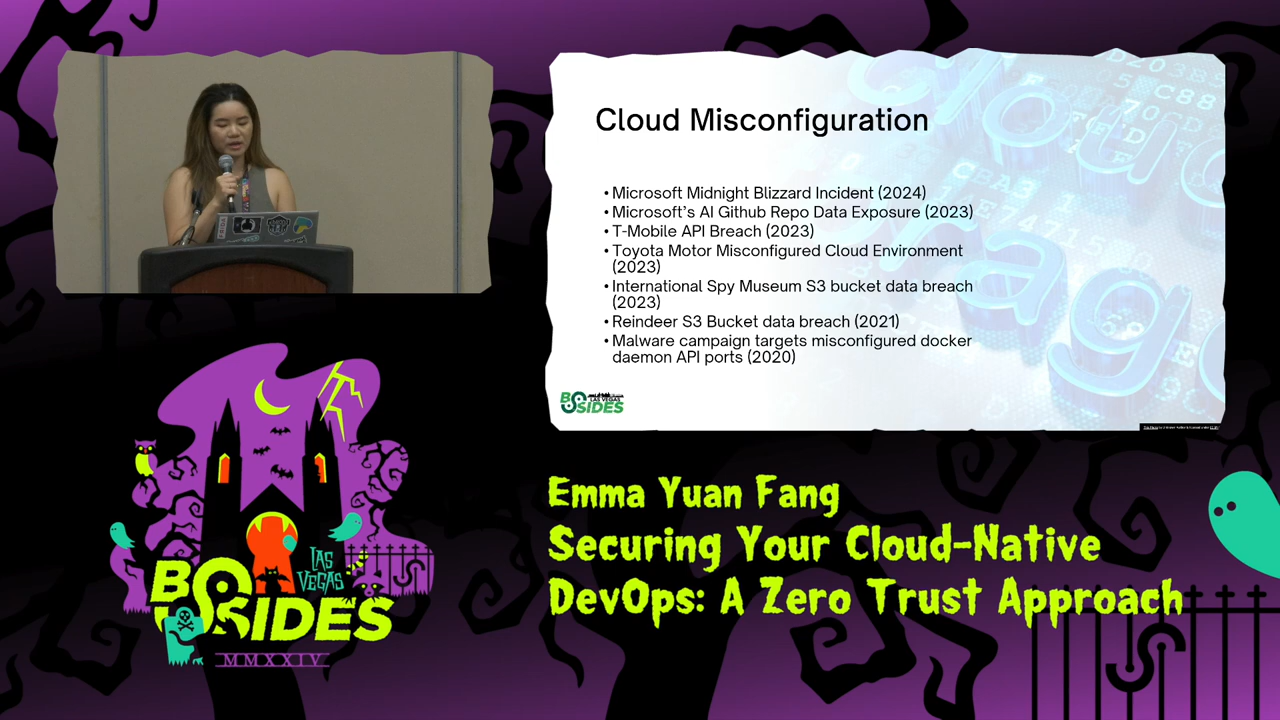 Cloud Misconfiguration
• Microsoft Midnight Blizzard Incident (2024)
• Microsoft's AI Github Repo Data Exposure (2023)
• T-Mobile API Breach (2023)
• Toyota Motor Misconfigured Cloud Environment
(2023)
• International Spy Museum S3 bucket data breach
(2023)
• Reindeer S3 Bucket data breach (2021)
• Malware campaign targets misconfigured docker
daemon API ports (2020)
BSIDES
LAS VEGAS
Emma Yuan Fang
Securing Your Cloud-Native
DevOps: A Zero Trust Approach
LAS
VEGAS
BSIDES
MMXXIV